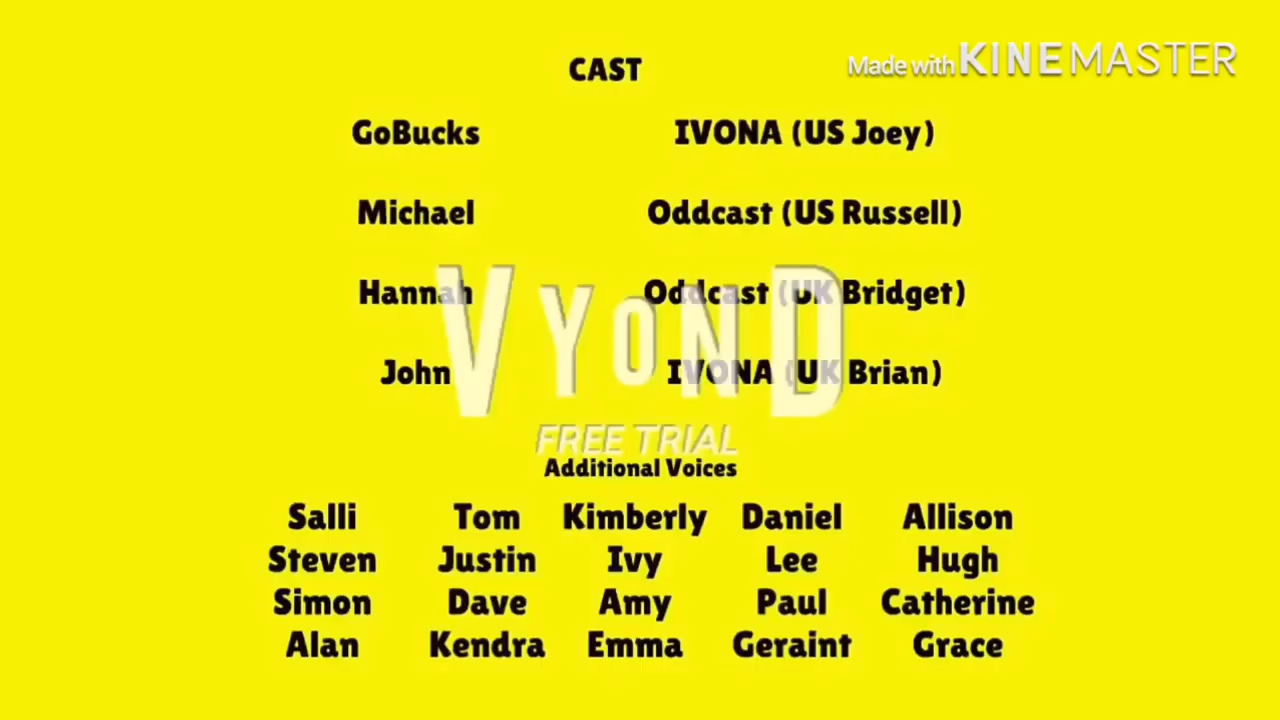 CAST
Made with KINEMASTER
GoBucks IVONA (US Joey)
Michael Oddcast (US Russell)
Hannah Oddcast (UK Bridget)
VYOND
John IVONA (UK Brian)
FREE TRIAL
Additional Voices
Salli Tom Kimberly Daniel Allison
Steven Justin Ivy Lee Hugh
Simon Dave Amy Paul Catherine
Alan Kendra Emma Geraint Grace